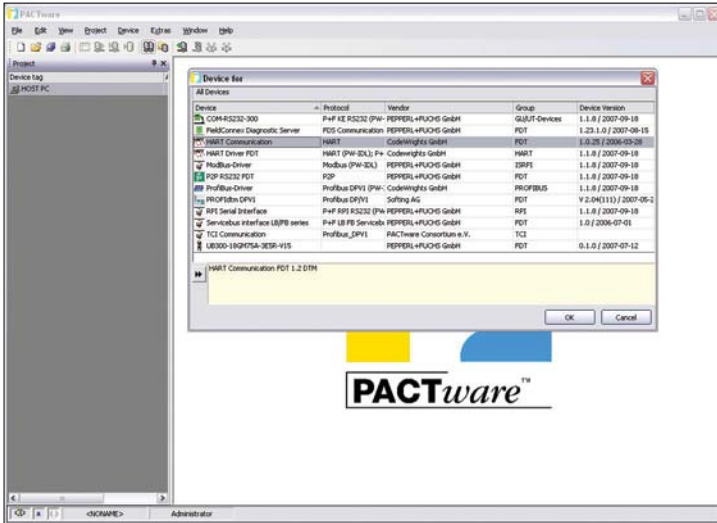 PACTware
File Edit View Project Device Extras Window Help
Project
Device tag
HOST PC
Device for
All Devices
Device Protocol Vendor Group Device Version
COM-RS232-300 P+F KE RS232 (PW- PEPPERL+FUCHS GmbH GU/UT-Devices 1.1.8 / 2007-09-18
FieldConnex Diagnostic Server FDS Communication PEPPERL+FUCHS GmbH FDT 1.23.1.0 / 2007-08-15
HART Communication HART CodeWrights GmbH FDT 1.0.25 / 2006-03-28
HART Driver FDT HART (PW-IDL); P+ Codewrights GmbH HART 1.1.8 / 2007-09-18
ModBus-Driver Modbus (PW-IDL) PEPPERL+FUCHS GmbH ISRPI 1.1.8 / 2007-09-18
P2P RS232 FDT P2P PEPPERL+FUCHS GmbH FDT 1.1.8 / 2007-09-18
ProfiBus-Driver Profibus DPV1 (PW- CodeWrights GmbH PROFIBUS 1.1.8 / 2007-09-18
PROFIdtm DPV1 Profibus DP/V1 Softing AG FDT V 2.04(111) / 2007-05-2
RPI Serial Interface P+F RPI RS232 (PW PEPPERL+FUCHS GmbH RPI 1.1.8 / 2007-09-18
Servicebus interface LB/FB series P+F LB FB Serviceb PEPPERL+FUCHS GmbH FDT 1.0 / 2006-07-01
TCI Communication Profibus_DPV1 PACTware Consortium e.V. TCI 1.1.8 / 2007-09-18
UB300-18GM75A-3E5R-V15 PEPPERL+FUCHS GmbH FDT 0.1.0 / 2007-07-12
HART Communication FDT 1.2 DTM
OK Cancel
PACTware™
<NONAME> Administrator